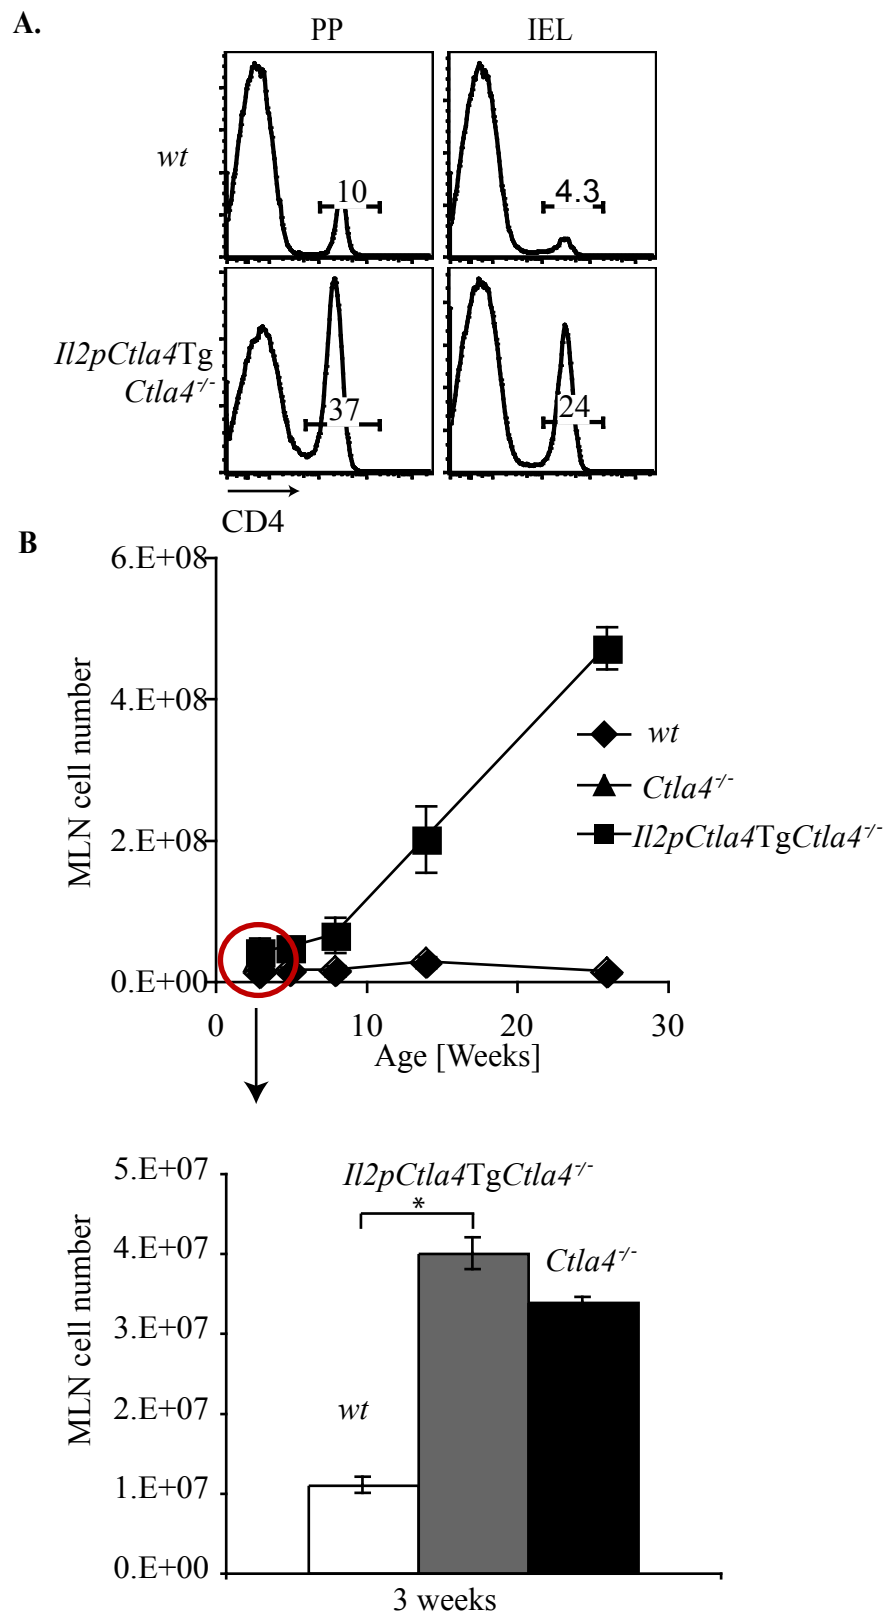 A.
PP IEL
wt
10 4.3
Il2pCtla4Tg
Ctla4-/-
37 24
CD4
B
6.E+08
4.E+08
2.E+08
0.E+00
MLN cell number
wt
Ctla4-/-
Il2pCtla4TgCtla4-/-
0 10 20 30
Age [Weeks]
5.E+07
4.E+07
3.E+07
2.E+07
1.E+07
0.E+00
MLN cell number
Il2pCtla4TgCtla4-/-
*
Ctla4-/-
wt
3 weeks